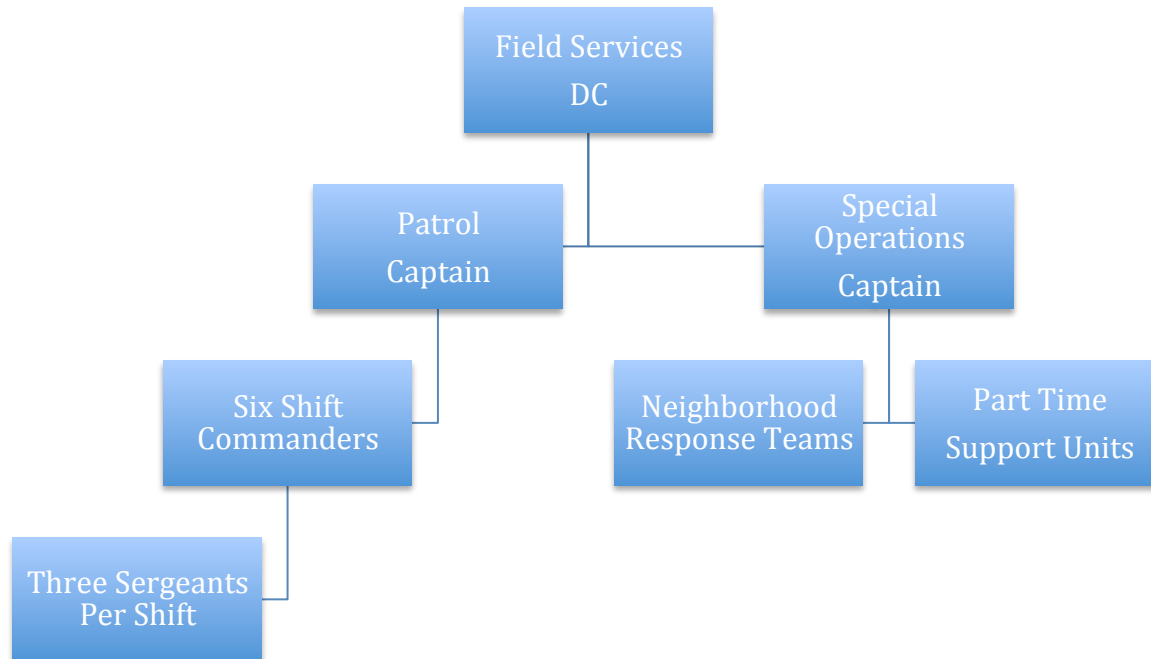 Field Services
DC
Patrol
Captain
Special
Operations
Captain
Six Shift
Commanders
Neighborhood
Response Teams
Part Time
Support Units
Three Sergeants
Per Shift